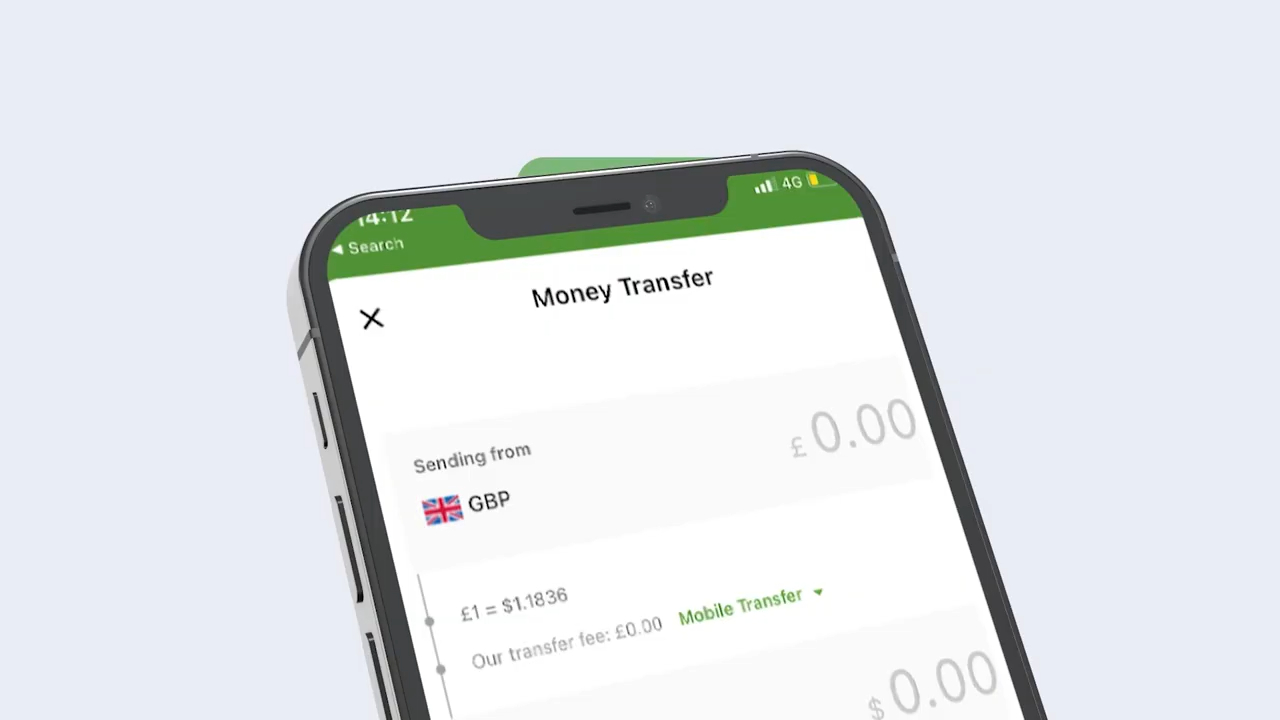 14:12
4G
◀ Search
Money Transfer
Sending from
£ 0.00
GBP
£1 = $1.1836
Our transfer fee: £0.00 Mobile Transfer
$ 0.00